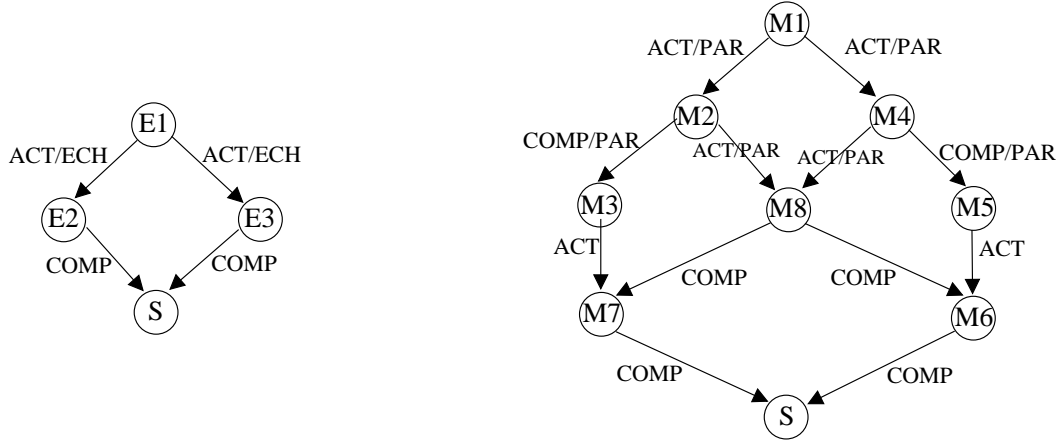 E1
ACT/ECH
ACT/ECH
E2
E3
COMP
COMP
S
M1
ACT/PAR
ACT/PAR
M2
M4
COMP/PAR
ACT/PAR
ACT/PAR
COMP/PAR
M3
M8
M5
ACT
COMP
COMP
ACT
M7
M6
COMP
COMP
S